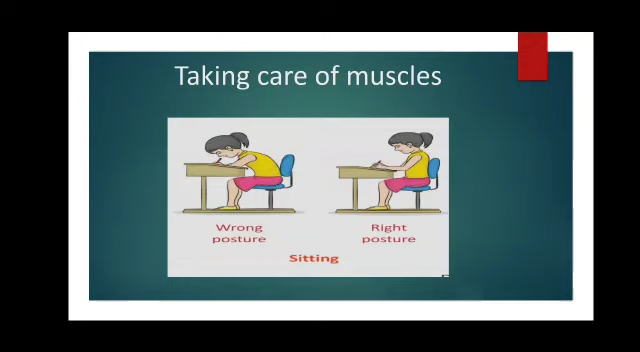 Taking care of muscles
Wrong posture
Right posture
Sitting